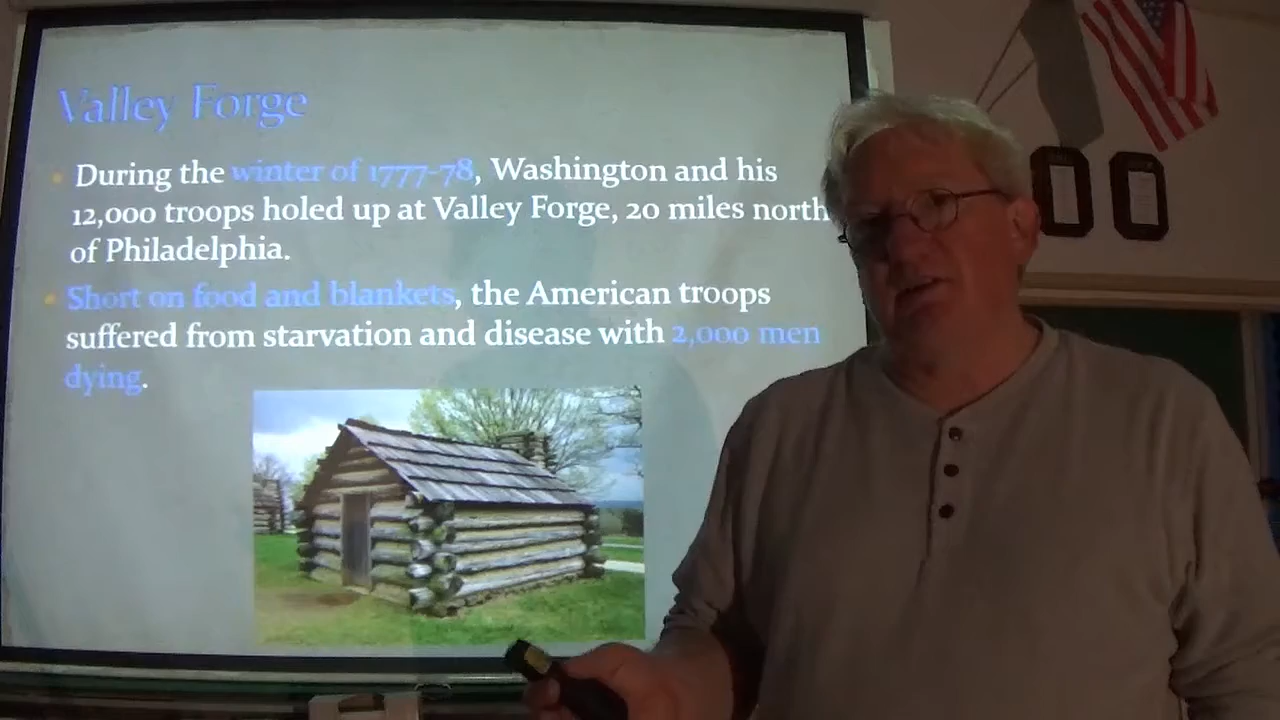 Valley Forge
During the winter of 1777-78, Washington and his
12,000 troops holed up at Valley Forge, 20 miles north
of Philadelphia.
Short on food and blankets, the American troops
suffered from starvation and disease with 2,000 men
dying.